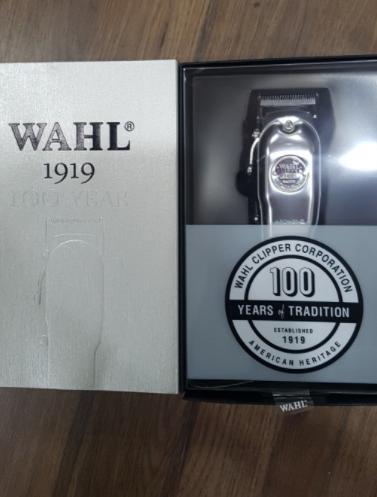 WAHL®
1919
100 YEAR
WAHL CLIPPER CORPORATION
100
YEARS of TRADITION
ESTABLISHED
1919
AMERICAN HERITAGE
WAHL